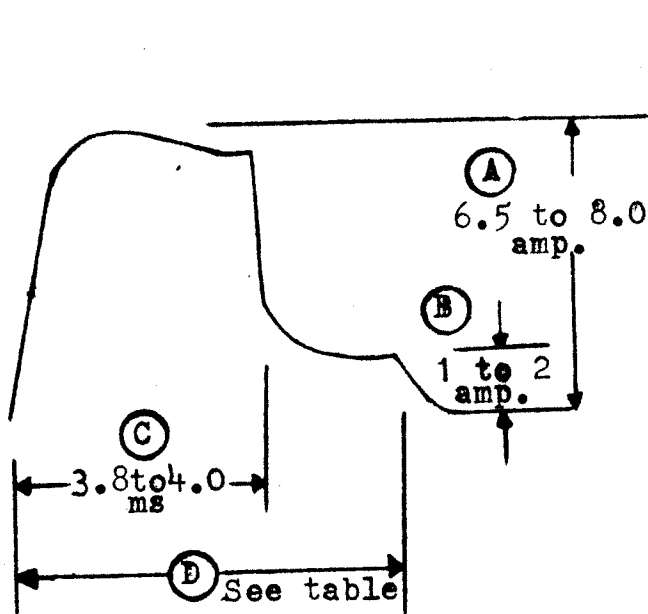 A
6.5 to 8.0
amp.
B
1 to 2
amp.
C
3.8to4.0
ms
D
See table